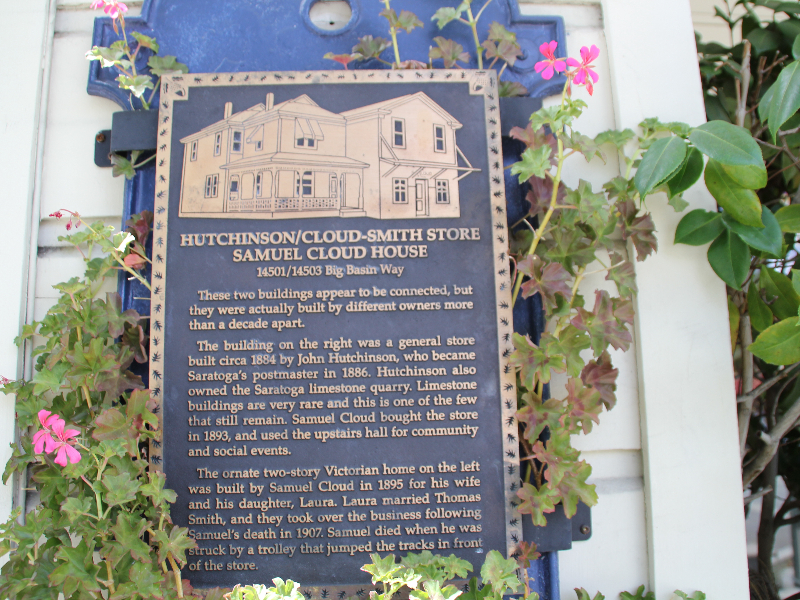 HUTCHINSON/CLOUD-SMITH STORE
SAMUEL CLOUD HOUSE
14501/14503 Big Basin Way
These two buildings appear to be connected, but
they were actually built by different owners more
than a decade apart.
The building on the right was a general store
built circa 1884 by John Hutchinson, who became
Saratoga's postmaster in 1886. Hutchinson also
owned the Saratoga limestone quarry. Limestone
buildings are very rare and this is one of the few
that still remain. Samuel Cloud bought the store
in 1893, and used the upstairs hall for community
and social events.
The ornate two-story Victorian home on the left
was built by Samuel Cloud in 1895 for his wife
and his daughter, Laura. Laura married Thomas
Smith, and they took over the business following
Samuel's death in 1907. Samuel died when he was
struck by a trolley that jumped the tracks in front
of the store.